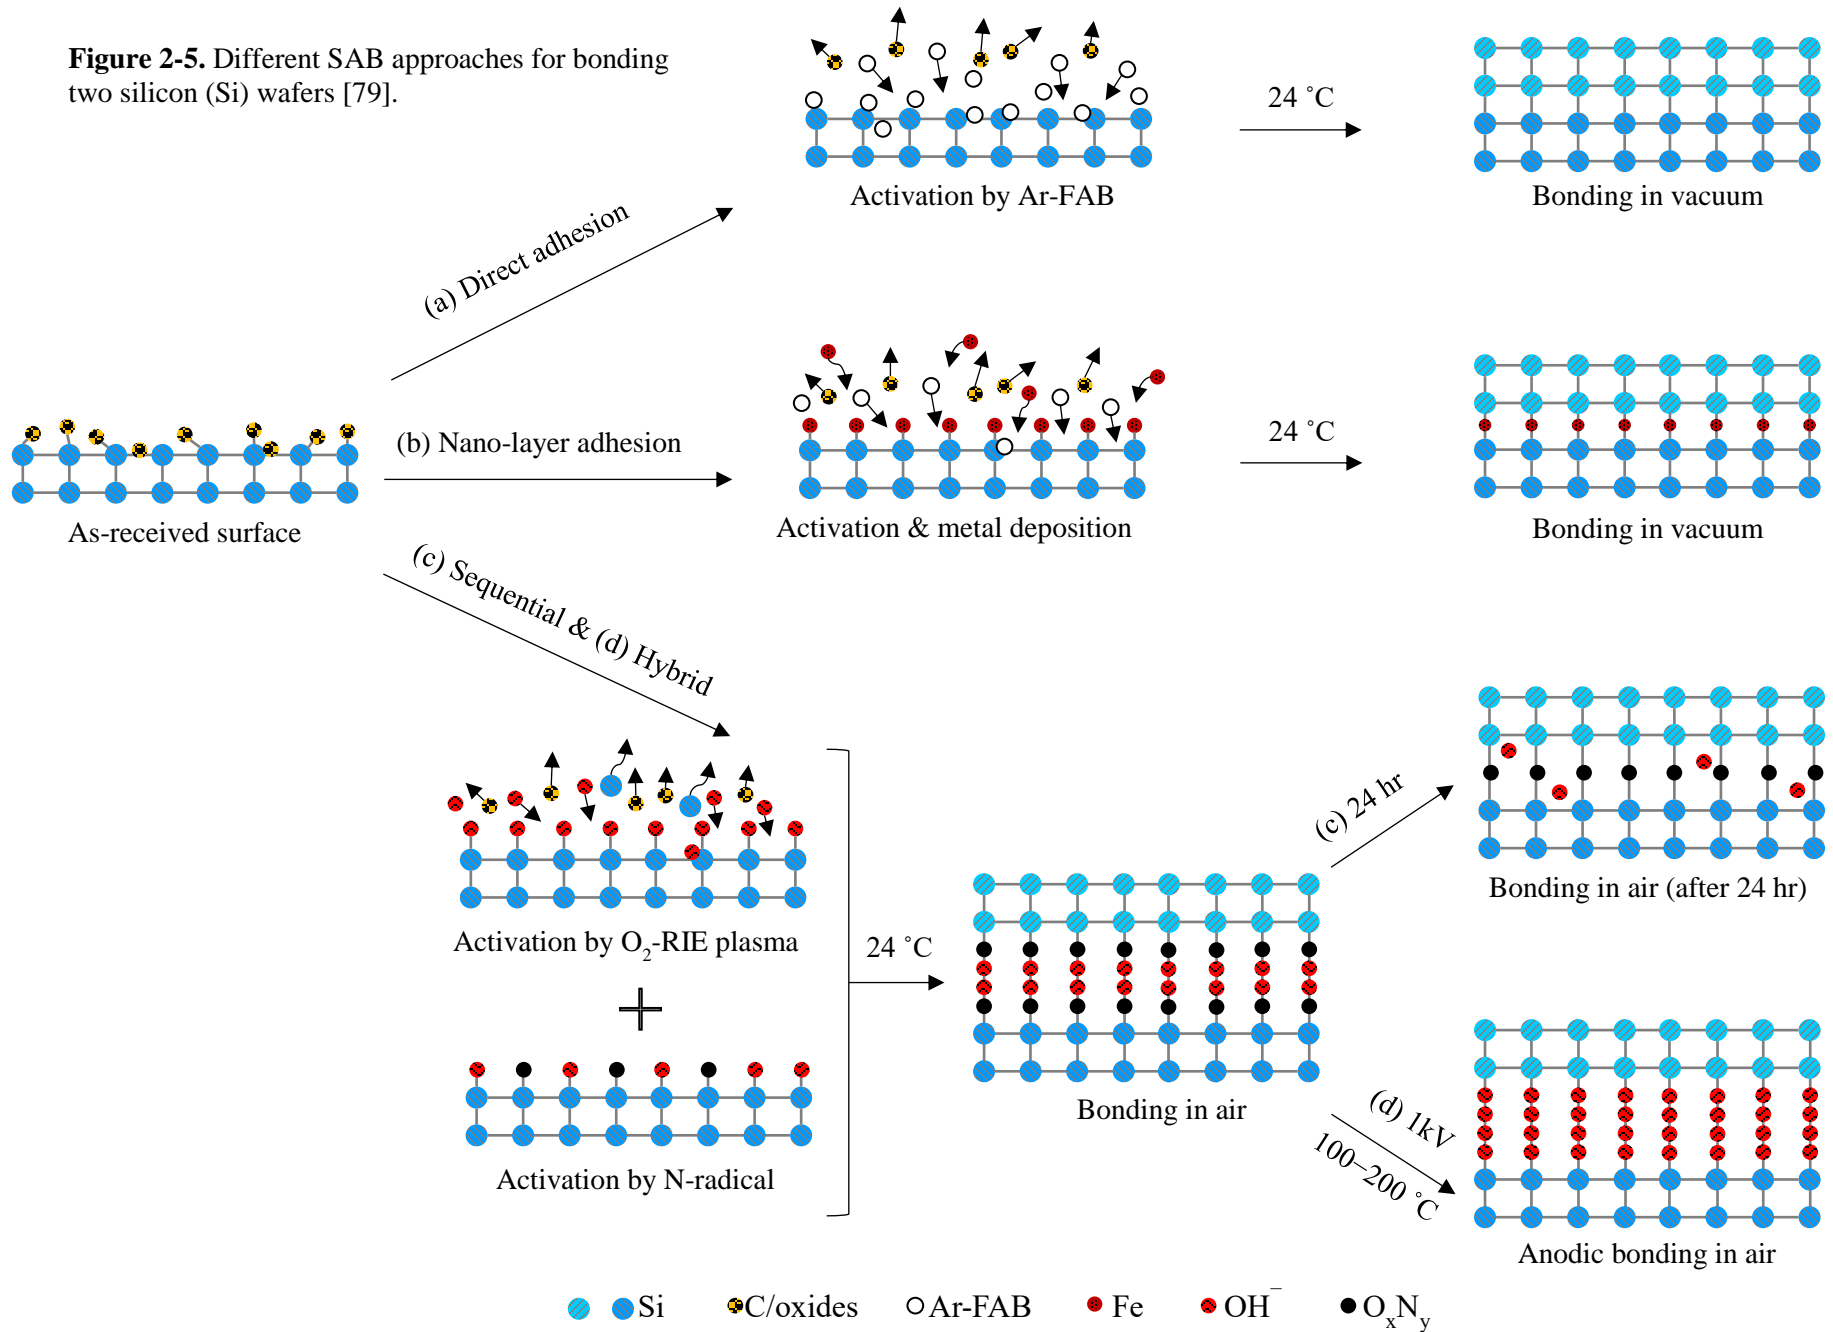 Figure 2-5. Different SAB approaches for bonding
two silicon (Si) wafers [79].
24 ˚C
Activation by Ar-FAB
Bonding in vacuum
(a) Direct adhesion
(b) Nano-layer adhesion
24 ˚C
As-received surface
Activation & metal deposition
Bonding in vacuum
(c) Sequential & (d) Hybrid
(c) 24 hr
Bonding in air (after 24 hr)
Activation by O2-RIE plasma
24 ˚C
Bonding in air
(d) 1kV
100–200 ˚C
Activation by N-radical
Anodic bonding in air
Si
C/oxides
Ar-FAB
Fe
OH–
OxNy